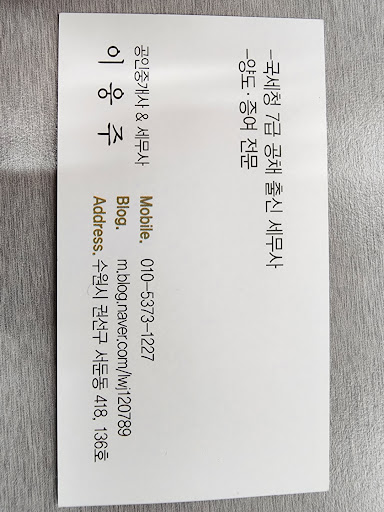 -국세청 7급 공채 출신 세무사
-양도·증여 전문
공인중개사 & 세무사
이 웅 주
Mobile. 010-5373-1227
Blog. m.blog.naver.com/lwj120789
Address. 수원시 권선구 서둔동 418, 136호